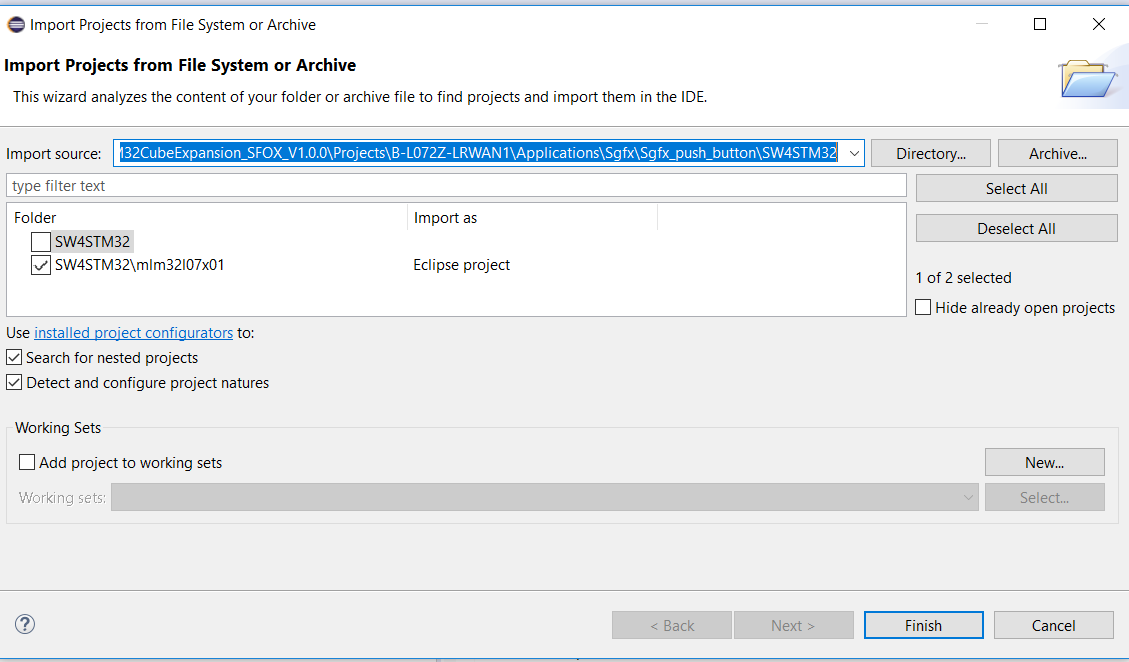 Import Projects from File System or Archive
Import Projects from File System or Archive
This wizard analyzes the content of your folder or archive file to find projects and import them in the IDE.
Import source: M32CubeExpansion_SFOX_V1.0.0\Projects\B-L072Z-LRWAN1\Applications\Sgfx\Sgfx_push_button\SW4STM32 Directory... Archive...
type filter text Select All
Folder Import as
Deselect All
SW4STM32
SW4STM32\mlm32l07x01 Eclipse project
1 of 2 selected
Hide already open projects
Use installed project configurators to:
Search for nested projects
Detect and configure project natures
Working Sets
Add project to working sets New...
Working sets: Select...
? < Back Next > Finish Cancel